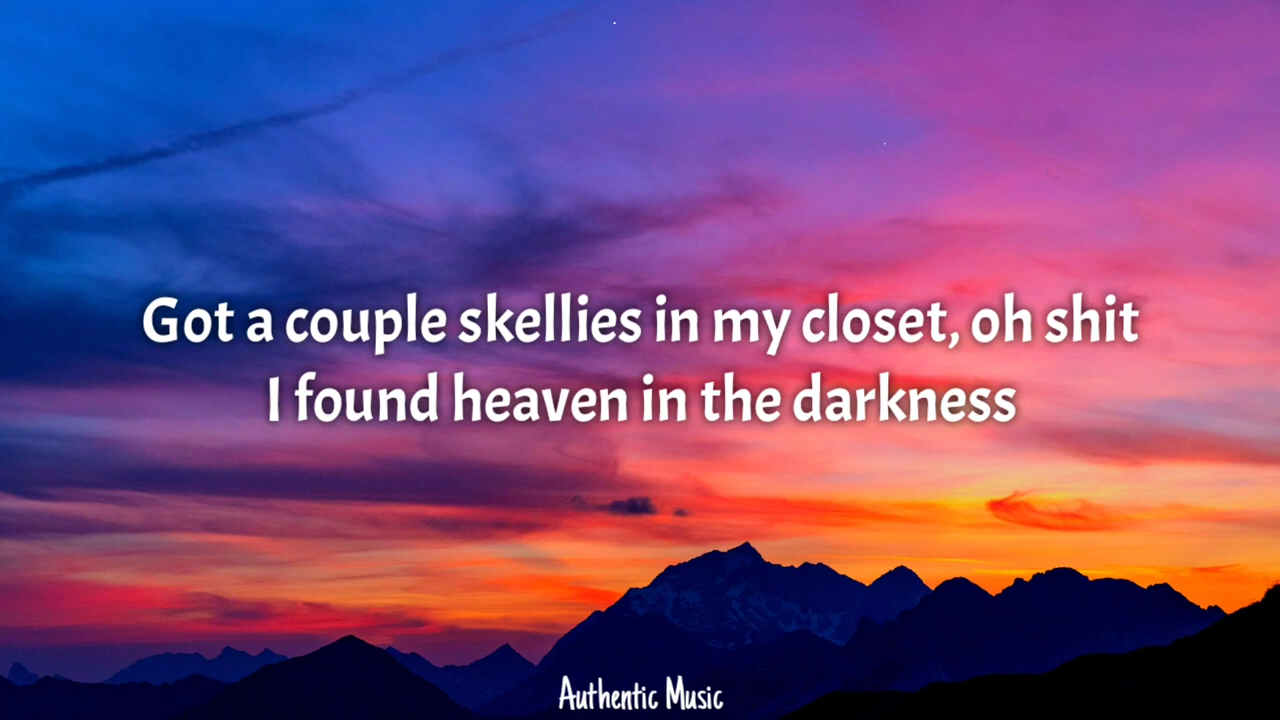 Got a couple skellies in my closet, oh shit
I found heaven in the darkness
Authentic Music